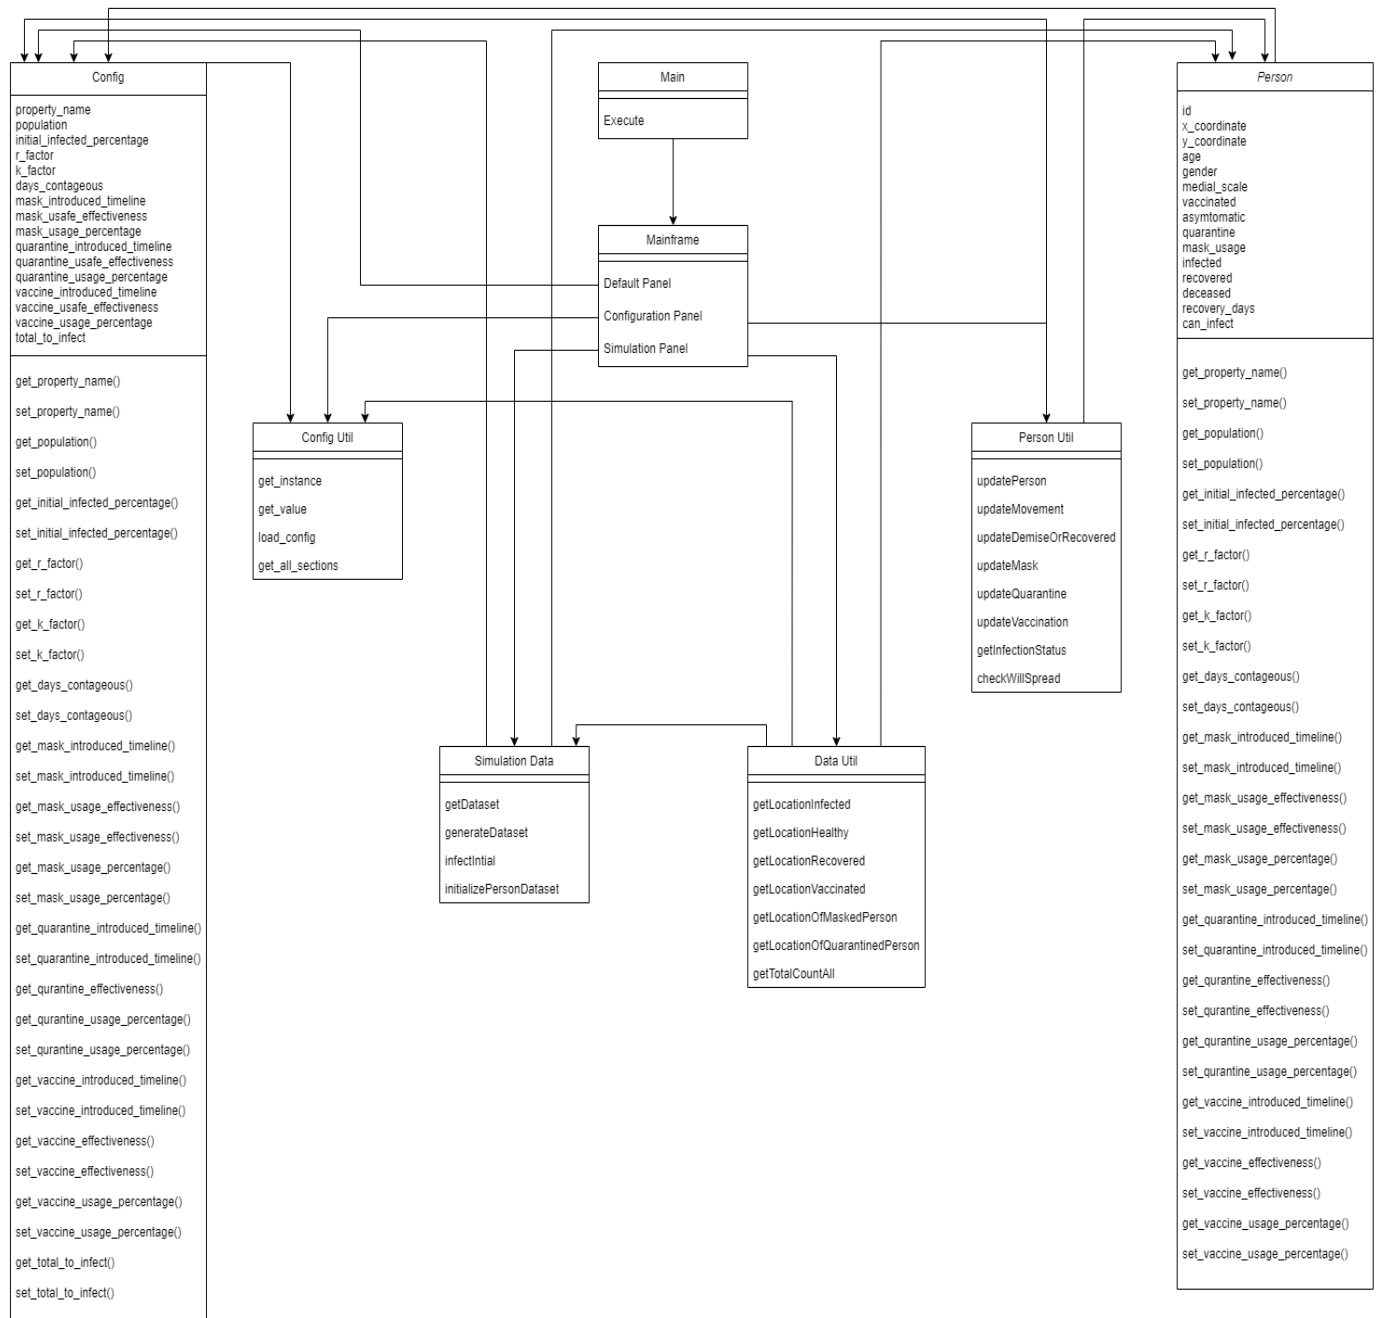 Config
property_name
population
initial_infected_percentage
r_factor
k_factor
days_contageous
mask_introduced_timeline
mask_usafe_effectiveness
mask_usage_percentage
quarantine_introduced_timeline
quarantine_usafe_effectiveness
quarantine_usage_percentage
vaccine_introduced_timeline
vaccine_usafe_effectiveness
vaccine_usage_percentage
total_to_infect
get_property_name()
set_property_name()
get_population()
set_population()
get_initial_infected_percentage()
set_initial_infected_percentage()
get_r_factor()
set_r_factor()
get_k_factor()
set_k_factor()
get_days_contageous()
set_days_contageous()
get_mask_introduced_timeline()
set_mask_introduced_timeline()
get_mask_usage_effectiveness()
set_mask_usage_effectiveness()
get_mask_usage_percentage()
set_mask_usage_percentage()
get_quarantine_introduced_timeline()
set_quarantine_introduced_timeline()
get_qurantine_effectiveness()
get_qurantine_usage_percentage()
set_qurantine_usage_percentage()
get_vaccine_introduced_timeline()
set_vaccine_introduced_timeline()
get_vaccine_effectiveness()
set_vaccine_effectiveness()
get_vaccine_usage_percentage()
set_vaccine_usage_percentage()
get_total_to_infect()
set_total_to_infect()
Main
Execute
Mainframe
Default Panel
Configuration Panel
Simulation Panel
Config Util
get_instance
get_value
load_config
get_all_sections
Simulation Data
getDataset
generateDataset
infectIntial
initializePersonDataset
Data Util
getLocationInfected
getLocationHealthy
getLocationRecovered
getLocationVaccinated
getLocationOfMaskedPerson
getLocationOfQuarantinedPerson
getTotalCountAll
Person Util
updatePerson
updateMovement
updateDemiseOrRecovered
updateMask
updateQuarantine
updateVaccination
getInfectionStatus
checkWillSpread
Person
id
x_coordinate
y_coordinate
age
gender
medial_scale
vaccinated
asymtomatic
quarantine
mask_usage
infected
recovered
deceased
recovery_days
can_infect
get_property_name()
set_property_name()
get_population()
set_population()
get_initial_infected_percentage()
set_initial_infected_percentage()
get_r_factor()
set_r_factor()
get_k_factor()
set_k_factor()
get_days_contageous()
set_days_contageous()
get_mask_introduced_timeline()
set_mask_introduced_timeline()
get_mask_usage_effectiveness()
set_mask_usage_effectiveness()
get_mask_usage_percentage()
set_mask_usage_percentage()
get_quarantine_introduced_timeline()
set_quarantine_introduced_timeline()
get_qurantine_effectiveness()
set_qurantine_effectiveness()
get_qurantine_usage_percentage()
set_qurantine_usage_percentage()
get_vaccine_introduced_timeline()
set_vaccine_introduced_timeline()
get_vaccine_effectiveness()
set_vaccine_effectiveness()
get_vaccine_usage_percentage()
set_vaccine_usage_percentage()